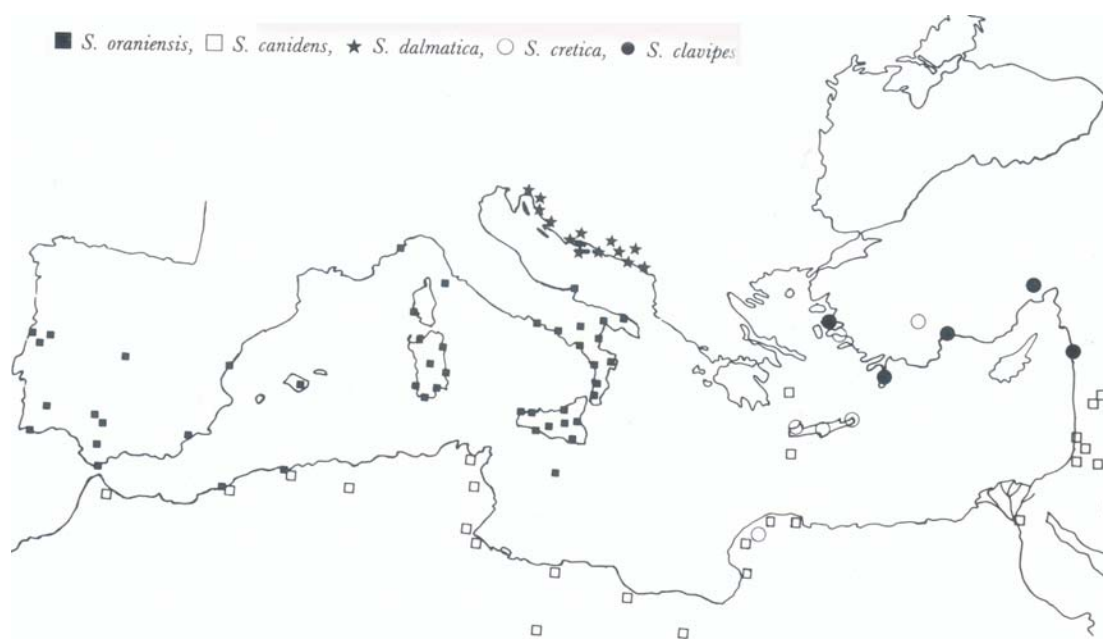 ■ S. oraniensis, □ S. canidens, ★ S. dalmatica, ○ S. cretica, ● S. clavipes